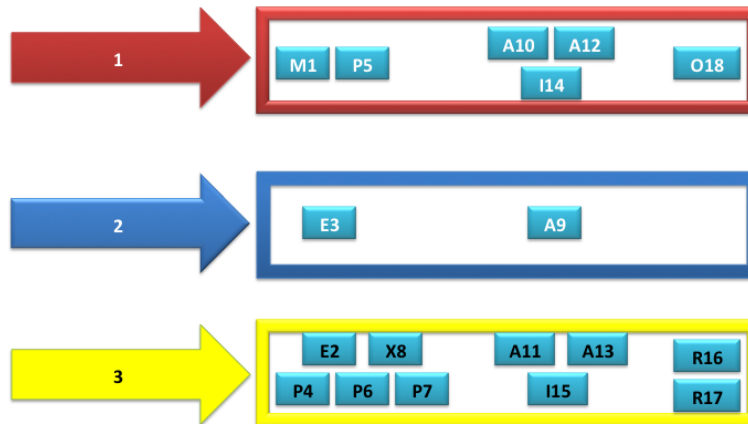 1
M1 P5 A10 A12 O18
I14
2
E3 A9
3
E2 X8 A11 A13 R16
P4 P6 P7 I15 R17